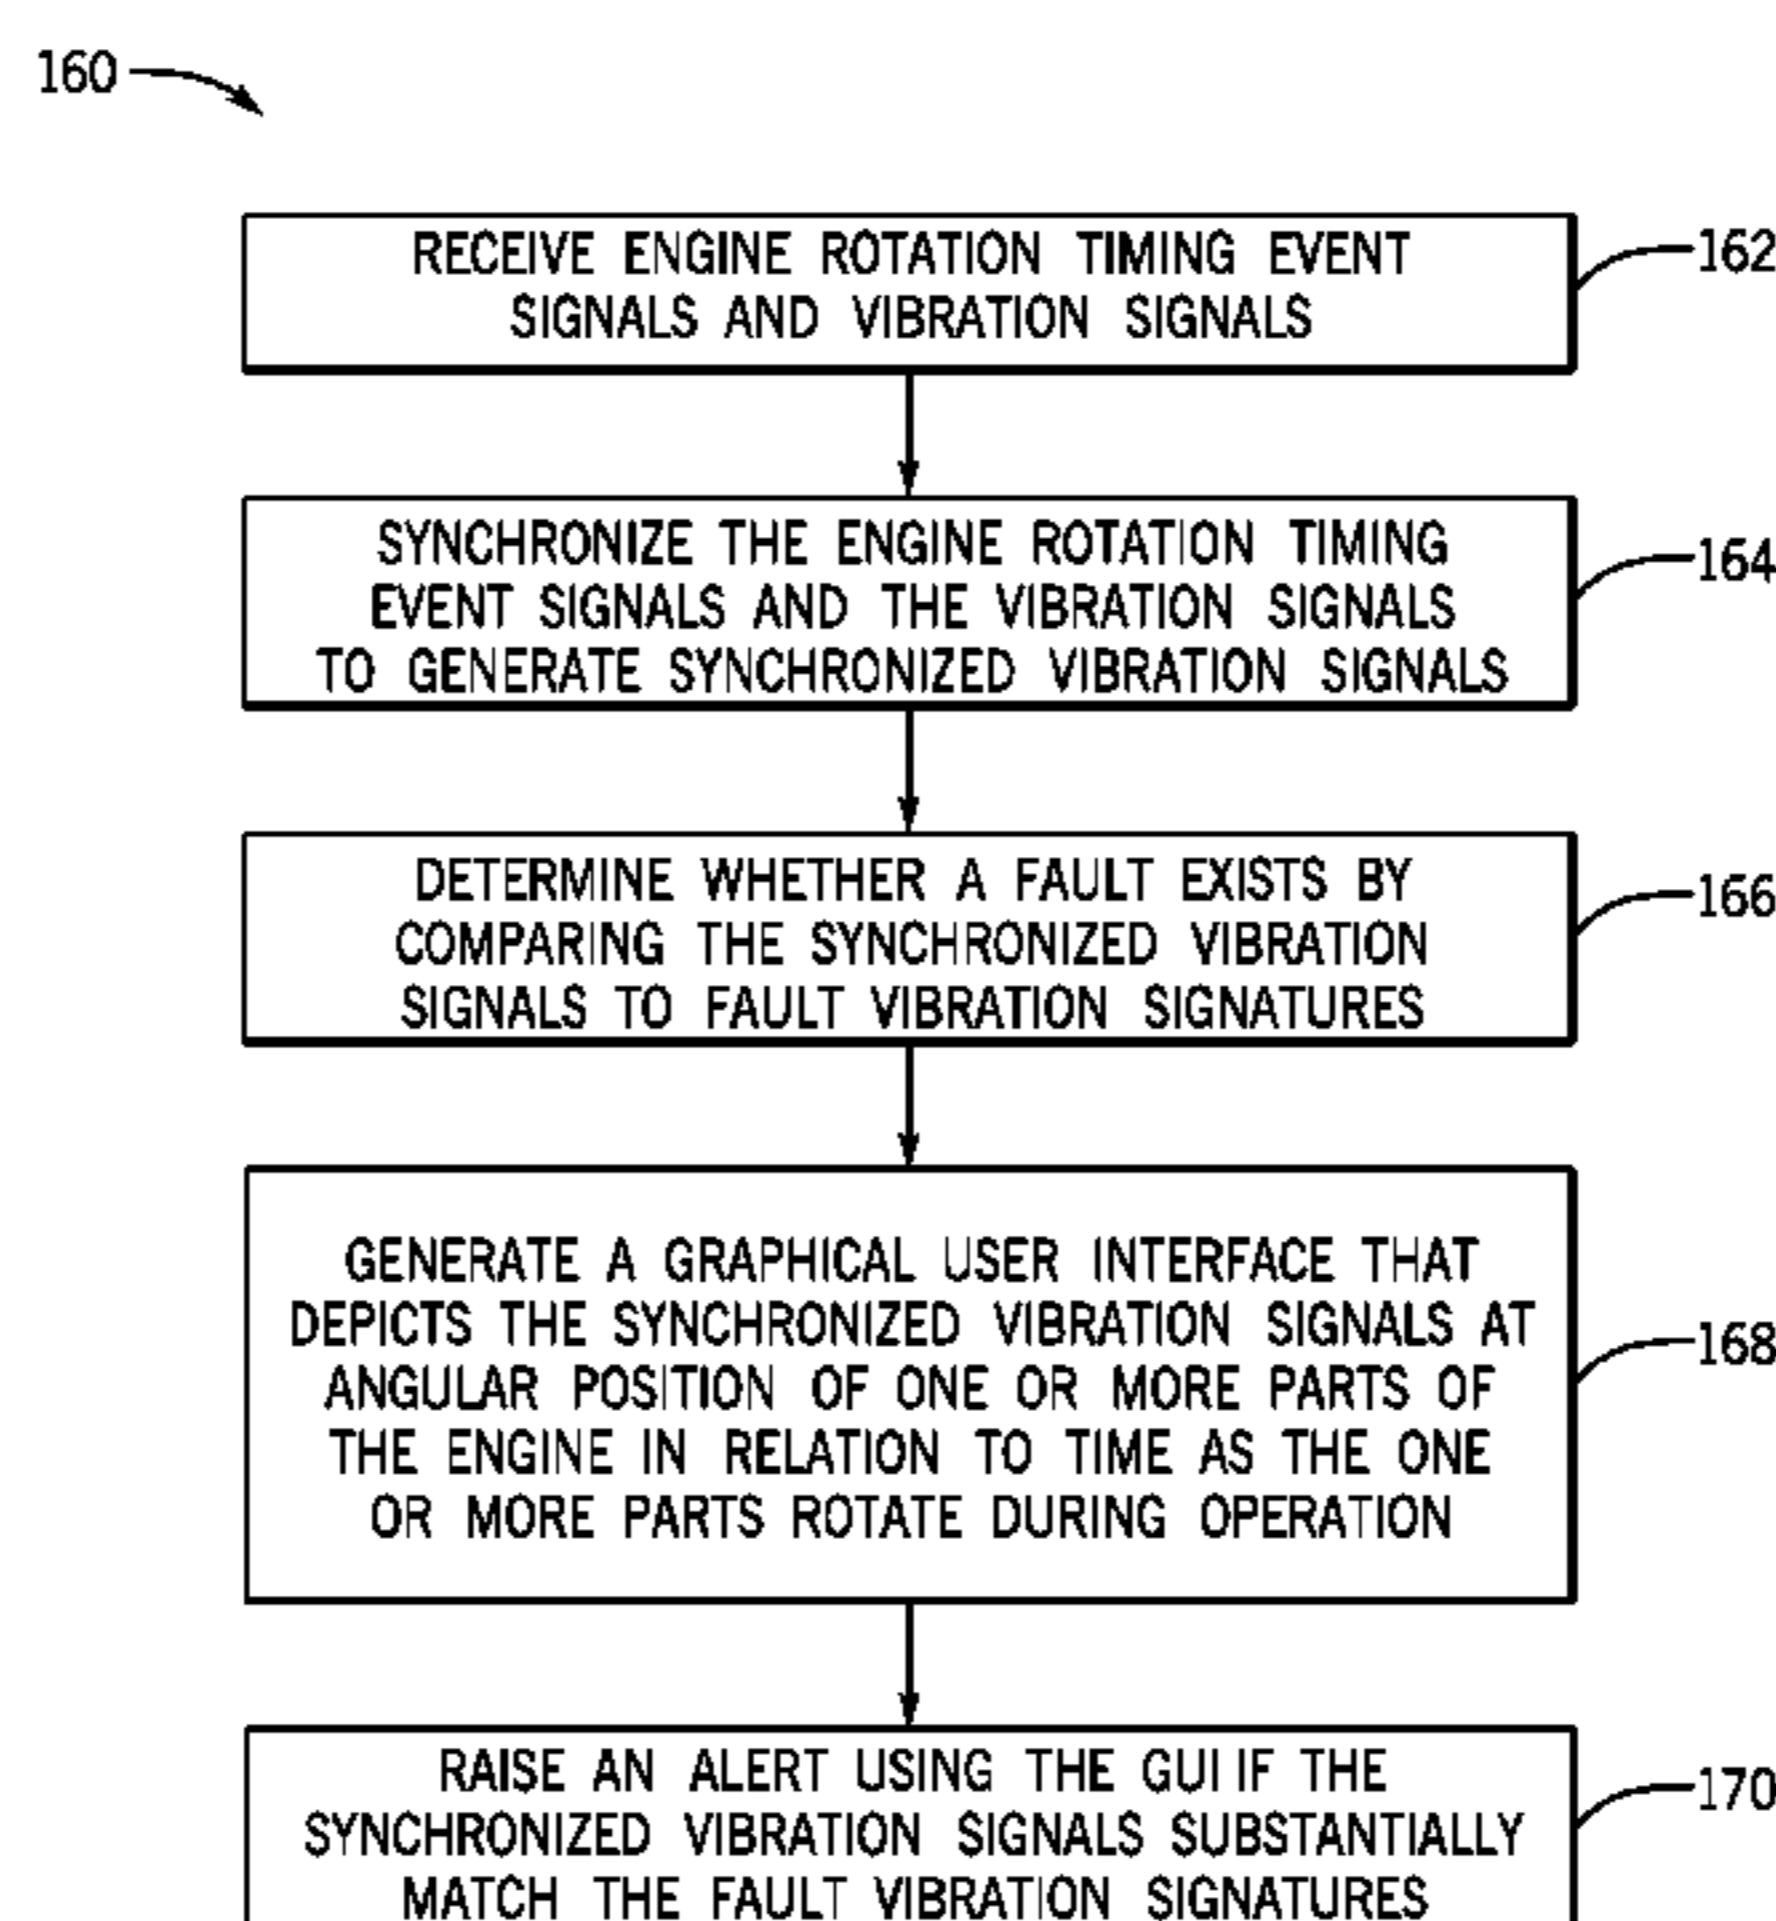 160
RECEIVE ENGINE ROTATION TIMING EVENT
SIGNALS AND VIBRATION SIGNALS
162
SYNCHRONIZE THE ENGINE ROTATION TIMING
EVENT SIGNALS AND THE VIBRATION SIGNALS
TO GENERATE SYNCHRONIZED VIBRATION SIGNALS
164
DETERMINE WHETHER A FAULT EXISTS BY
COMPARING THE SYNCHRONIZED VIBRATION
SIGNALS TO FAULT VIBRATION SIGNATURES
166
GENERATE A GRAPHICAL USER INTERFACE THAT
DEPICTS THE SYNCHRONIZED VIBRATION SIGNALS AT
ANGULAR POSITION OF ONE OR MORE PARTS OF
THE ENGINE IN RELATION TO TIME AS THE ONE
OR MORE PARTS ROTATE DURING OPERATION
168
RAISE AN ALERT USING THE GUI IF THE
SYNCHRONIZED VIBRATION SIGNALS SUBSTANTIALLY
MATCH THE FAULT VIBRATION SIGNATURES
170